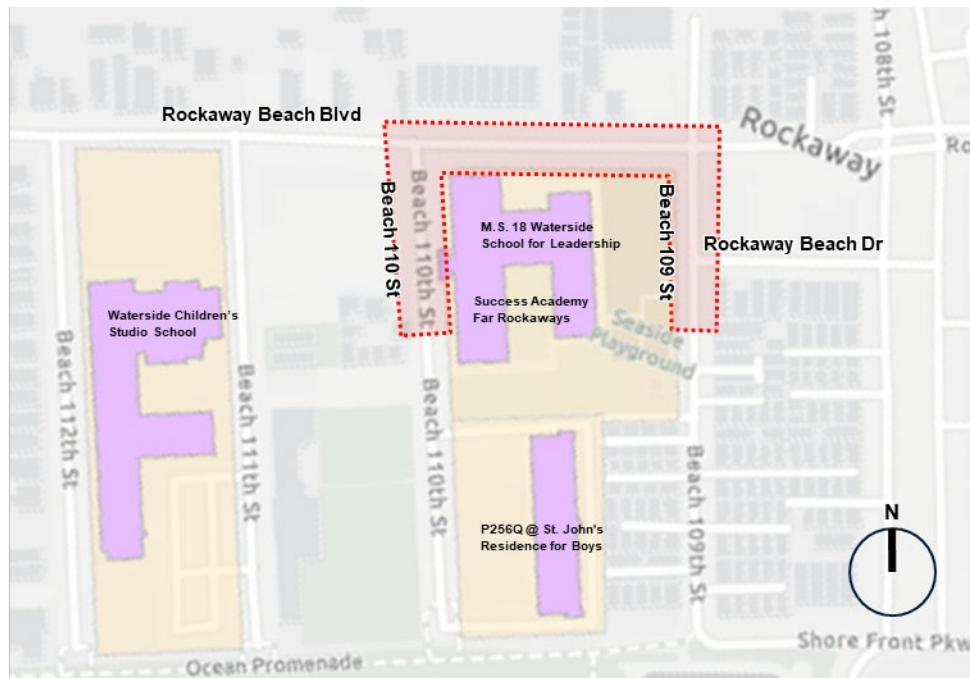 h 108th St
Rockaway Beach Blvd
Rockaway
Ro
Beach 110 St
Beach 110th St
M.S. 18 Waterside
School for Leadership
Beach 109 St
Rockaway Beach Dr
Success Academy
Far Rockaways
Waterside Children's
Studio School
Seaside
Playground
Beach 112th St
Beach 111th St
Beach 110th St
Beach 109th St
P256Q @ St. John's
Residence for Boys
N
Shore Front Pkw
Ocean Promenade